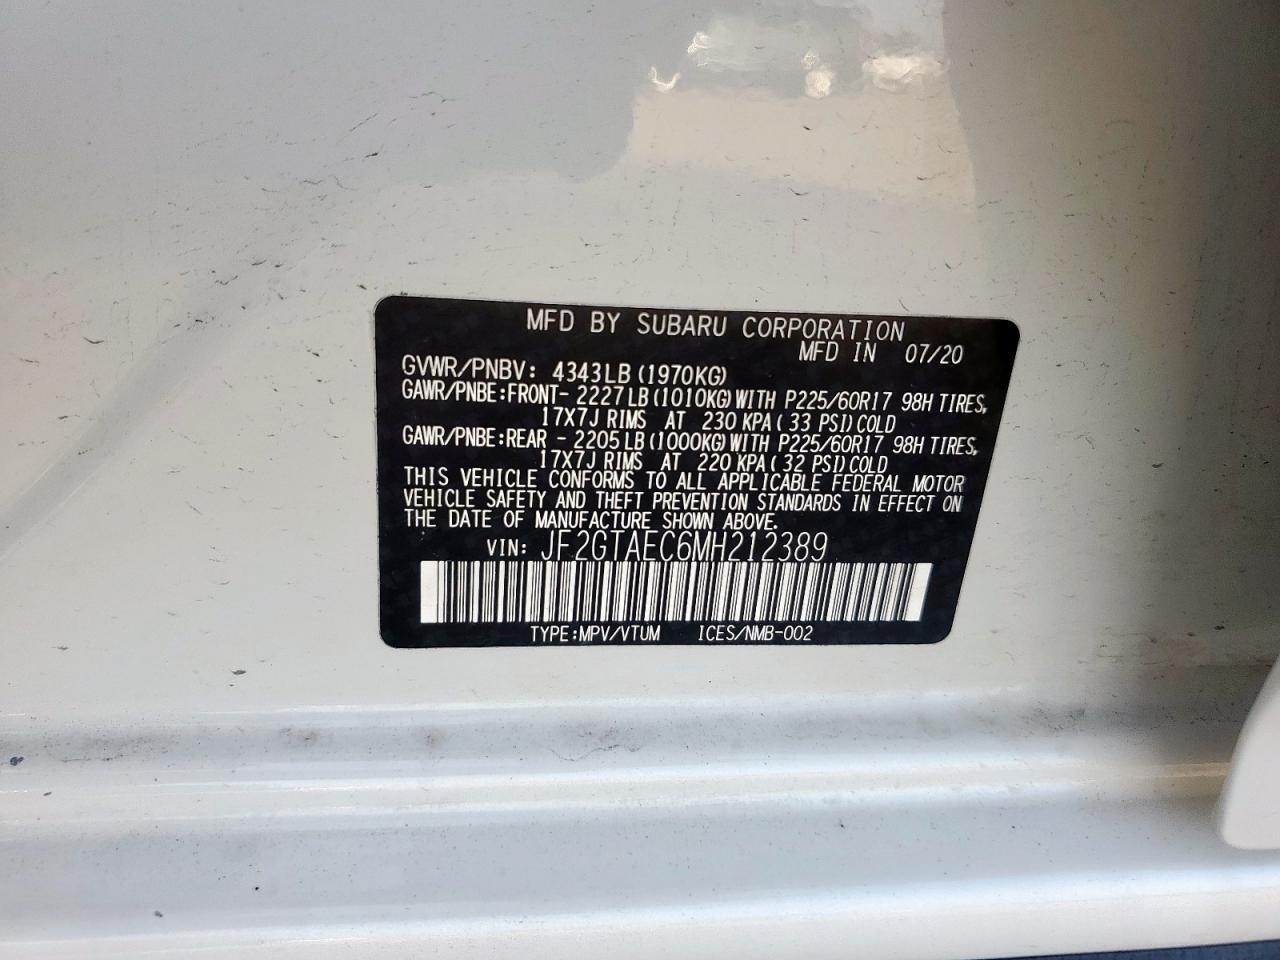 MFD BY SUBARU CORPORATION
MFD IN 07/20
GVWR/PNBV: 4343LB (1970KG)
GAWR/PNBE:FRONT- 2227LB(1010KG)WITH P225/60R17 98H TIRES,
17X7J RIMS AT 230 KPA( 33 PSI)COLD
GAWR/PNBE:REAR - 2205LB(1000KG)WITH P225/60R17 98H TIRES,
17X7J RIMS AT 220 KPA( 32 PSI)COLD
THIS VEHICLE CONFORMS TO ALL APPLICABLE FEDERAL MOTOR
VEHICLE SAFETY AND THEFT PREVENTION STANDARDS IN EFFECT ON
THE DATE OF MANUFACTURE SHOWN ABOVE.
VIN: JF2GTAEC6MH212389
TYPE:MPV/VTUM ICES/NMB-002